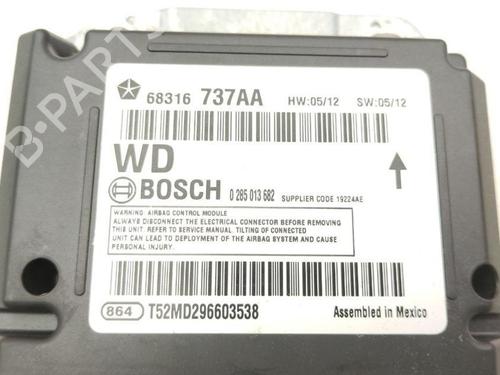 68316 737AA HW:05/12 SW:05/12
WD
BOSCH 0 285 013 682 SUPPLIER CODE 19224AE
WARNING: AIRBAG CONTROL MODULE
ALWAYS DISCONNECT THE ELECTRICAL CONNECTOR BEFORE REMOVING
THIS UNIT. REFER TO SERVICE MANUAL. TILTING OF CONNECTED
UNIT CAN LEAD TO DEPLOYMENT OF THE AIRBAG SYSTEM AND CAUSE
PERSONAL INJURY.
864 T52MD296603538 Assembled in Mexico
B-PARTS